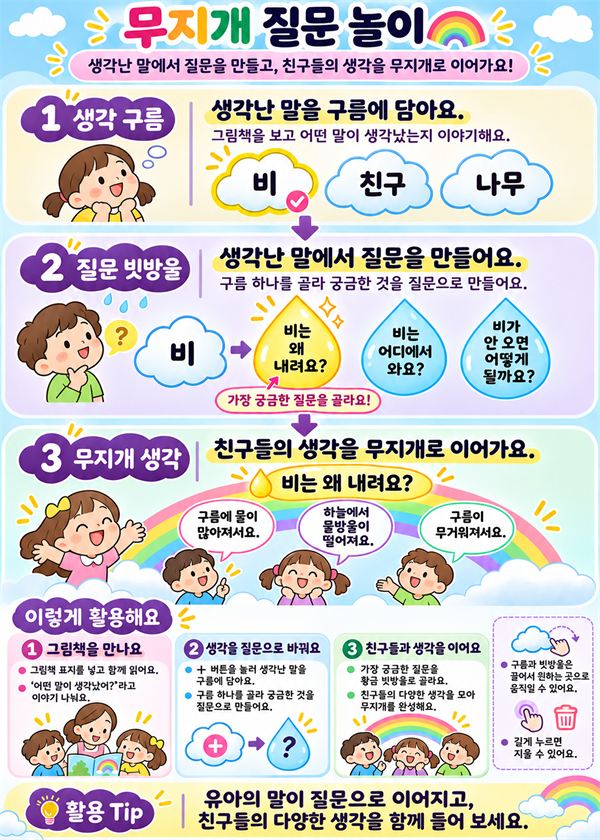 무지개 질문 놀이
생각난 말에서 질문을 만들고, 친구들의 생각을 무지개로 이어가요!
1 생각 구름
생각난 말을 구름에 담아요.
그림책을 보고 어떤 말이 생각났는지 이야기해요.
비
친구
나무
2 질문 빗방울
생각난 말에서 질문을 만들어요.
구름 하나를 골라 궁금한 것을 질문으로 만들어요.
?
비
비는
왜
내려요?
비는
어디에서
와요?
비가
안 오면
어떻게
될까요?
가장 궁금한 질문을 골라요!
3 무지개 생각
친구들의 생각을 무지개로 이어가요.
비는 왜 내려요?
구름에 물이
많아져서요.
하늘에서
물방울이
떨어져요.
구름이
무거워져서요.
이렇게 활용해요
1 그림책을 만나요
그림책 표지를 넣고 함께 읽어요.
'어떤 말이 생각났어?'라고
이야기 나눠요.
2 생각을 질문으로 바꿔요
+ 버튼을 눌러 생각난 말을
구름에 담아요.
구름 하나를 골라 궁금한 것을
질문으로 만들어요.
+
?
3 친구들과 생각을 이어요
가장 궁금한 질문을
황금 빗방울로 골라요.
친구들의 다양한 생각을 모아
무지개를 완성해요.
구름과 빗방울은
끌어서 원하는 곳으로
움직일 수 있어요.
길게 누르면
지울 수 있어요.
활용 Tip
유아의 말이 질문으로 이어지고,
친구들의 다양한 생각을 함께 들어 보세요.